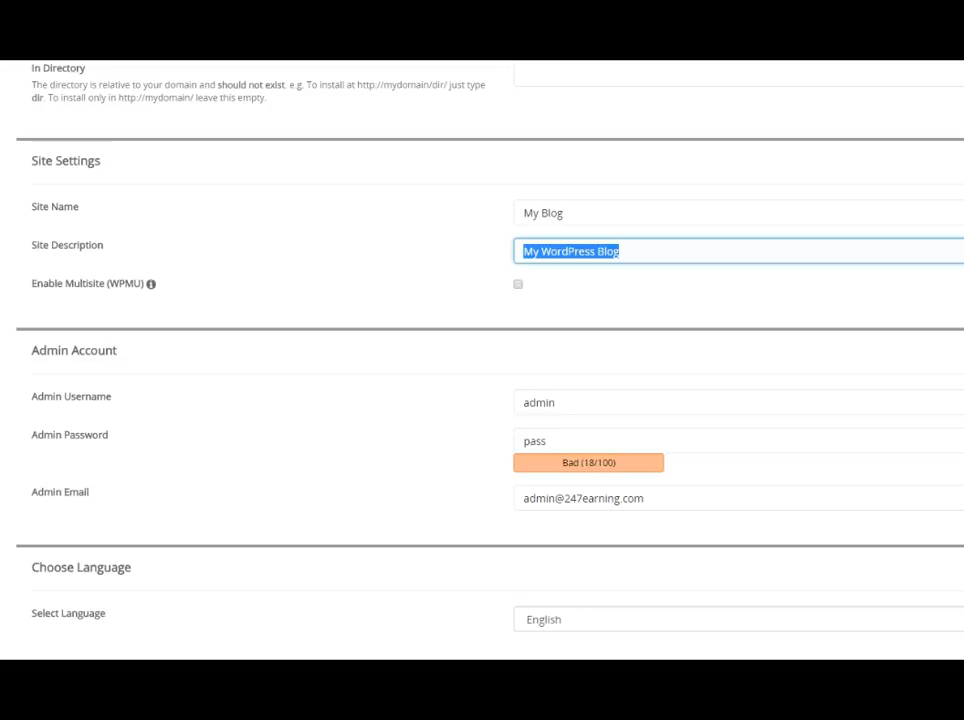 In Directory
The directory is relative to your domain and should not exist. e.g. To install at http://mydomain/dir/ just type
dir. To install only in http://mydomain/ leave this empty.
Site Settings
Site Name
My Blog
Site Description
My WordPress Blog
Enable Multisite (WPMU)
Admin Account
Admin Username
admin
Admin Password
pass
Bad (18/100)
Admin Email
admin@247earning.com
Choose Language
Select Language
English